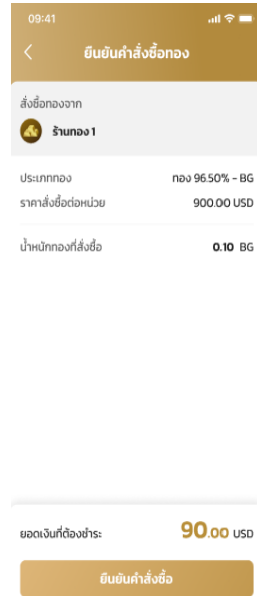 09:41
ยืนยันคำสั่งซื้อทอง
สั่งซื้อทองจาก
ร้านทอง 1
ประเภททอง ทอง 96.50% - BG
ราคาสั่งซื้อต่อหน่วย 900.00 USD
น้ำหนักทองที่สั่งซื้อ 0.10 BG
ยอดเงินที่ต้องชำระ 90.00 USD
ยืนยันคำสั่งซื้อ